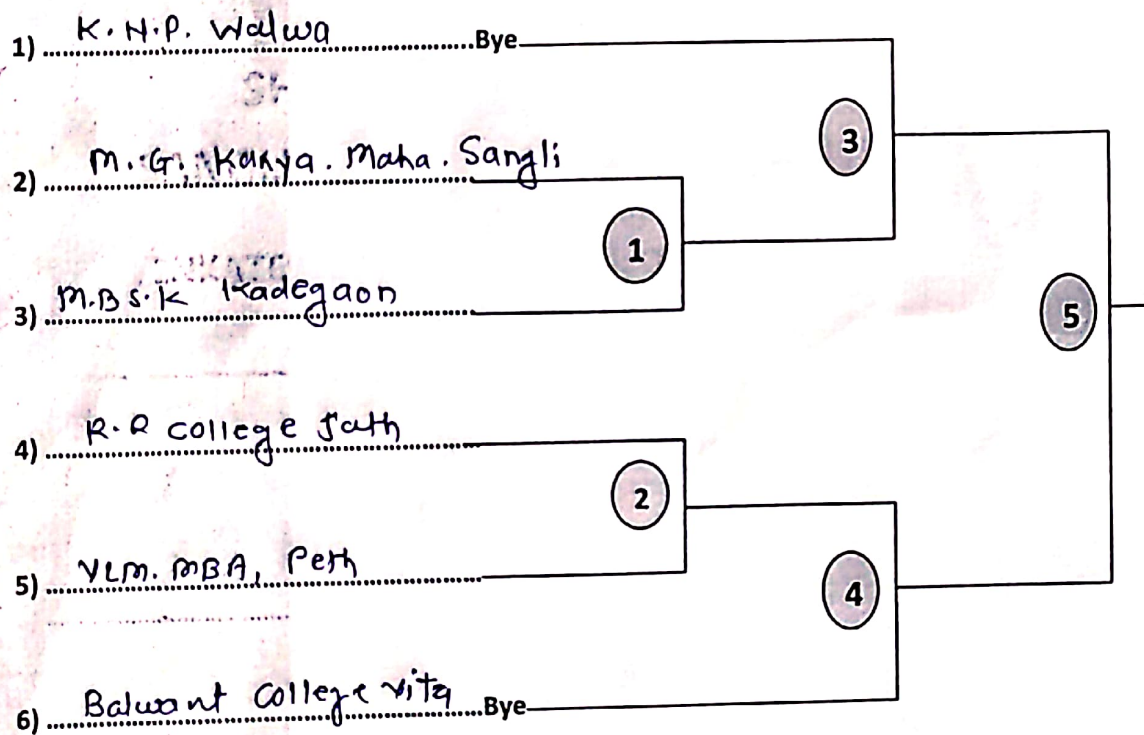 1) K.N.P. Walwa Bye
3
2) M.G. Kanya. Maha. Sangli
1
3) M.B.S.K Kadegaon
5
4) R.R college Jath
2
5) VLM. MBA, Peth
4
6) Balwant College Vita Bye